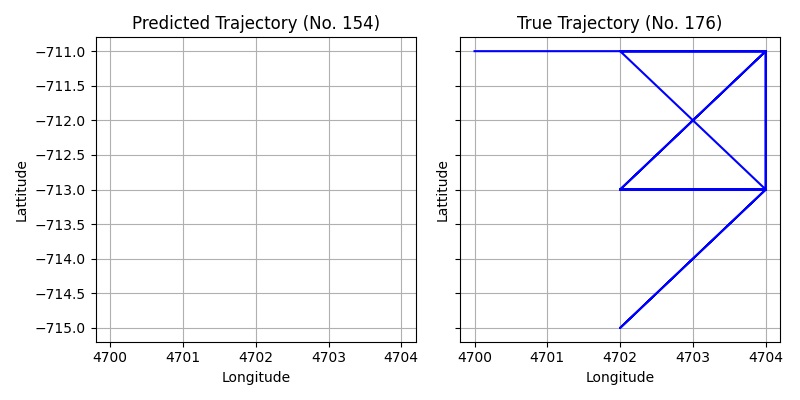 Predicted Trajectory (No. 154)
True Trajectory (No. 176)
−711.0
−711.5
−712.0
−712.5
−713.0
−713.5
−714.0
−714.5
−715.0
Lattitude
Lattitude
4700 4701 4702 4703 4704
4700 4701 4702 4703 4704
Longitude
Longitude